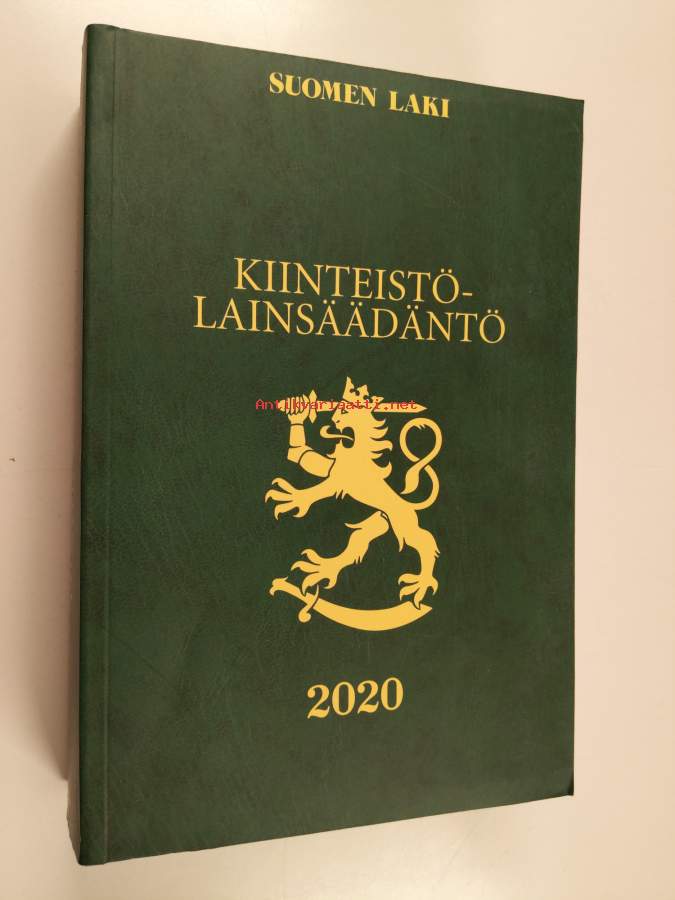 SUOMEN LAKI
KIINTEISTÖ-
LAINSÄÄDÄNTÖ
Antikvariaatti.net
2020